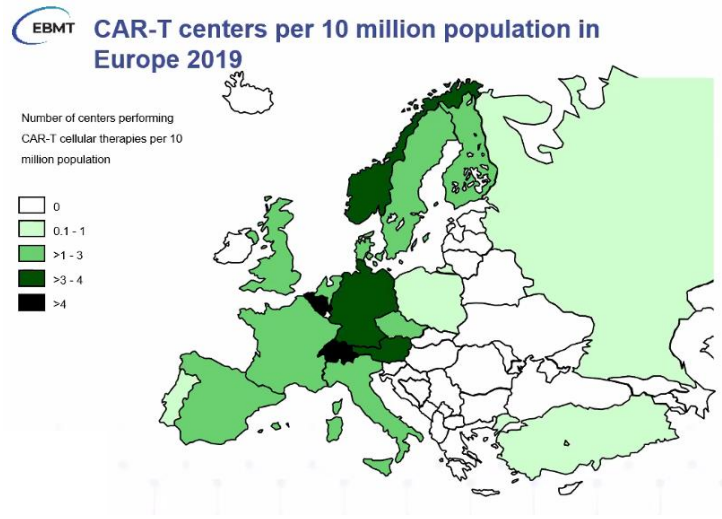 EBMT
CAR-T centers per 10 million population in
Europe 2019
Number of centers performing
CAR-T cellular therapies per 10
million population
0
0.1 - 1
>1 - 3
>3 - 4
>4